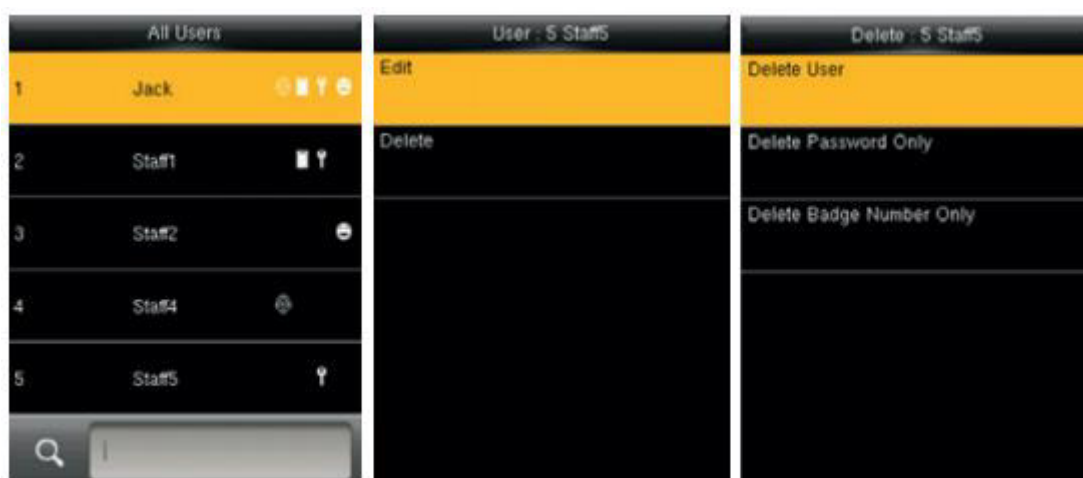 All Users
1 Jack
2 Staff1
3 Staff2
4 Staff4
5 Staff5
User : 5 Staff5
Edit
Delete
Delete : 5 Staff5
Delete User
Delete Password Only
Delete Badge Number Only